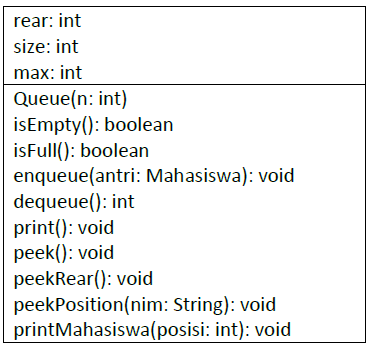 rear: int
size: int
max: int
Queue(n: int)
isEmpty(): boolean
isFull(): boolean
enqueue(antri: Mahasiswa): void
dequeue(): int
print(): void
peek(): void
peekRear(): void
peekPosition(nim: String): void
printMahasiswa(posisi: int): void